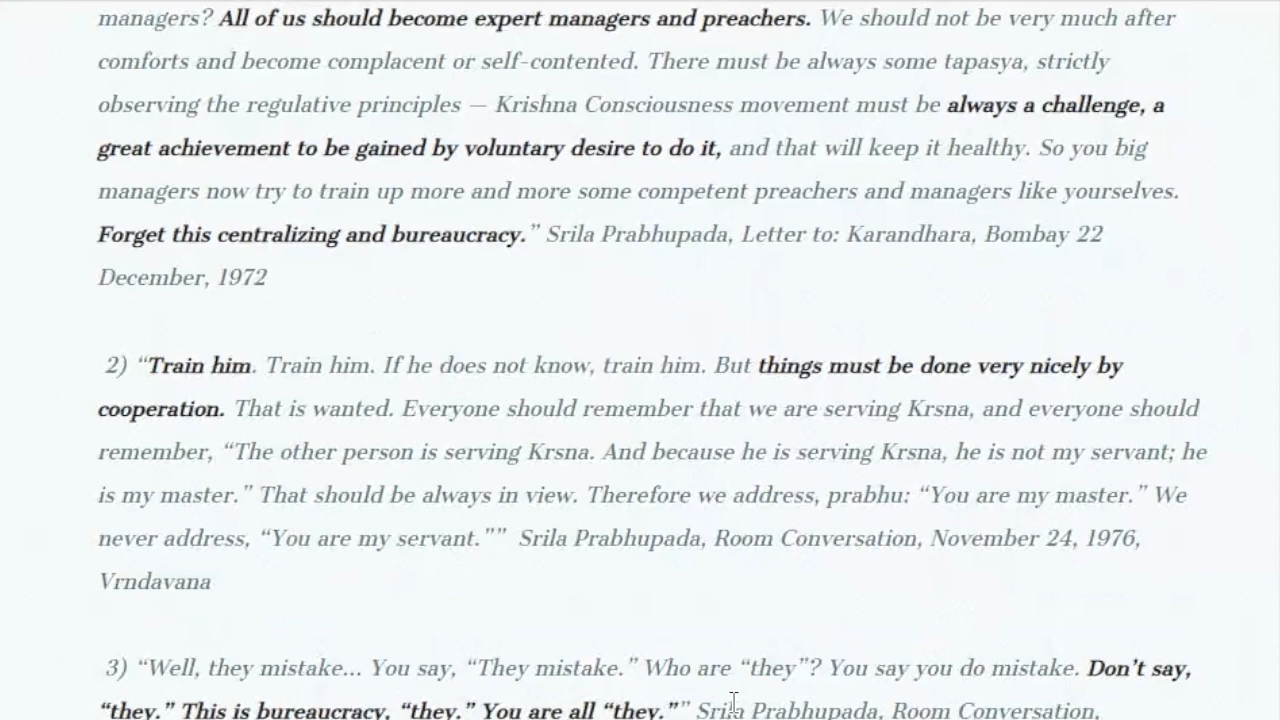 managers? All of us should become expert managers and preachers. We should not be very much after
comforts and become complacent or self-contented. There must be always some tapasya, strictly
observing the regulative principles — Krishna Consciousness movement must be always a challenge, a
great achievement to be gained by voluntary desire to do it, and that will keep it healthy. So you big
managers now try to train up more and more some competent preachers and managers like yourselves.
Forget this centralizing and bureaucracy.” Srila Prabhupada, Letter to: Karandhara, Bombay 22
December, 1972
2) “Train him. Train him. If he does not know, train him. But things must be done very nicely by
cooperation. That is wanted. Everyone should remember that we are serving Krsna, and everyone should
remember, “The other person is serving Krsna. And because he is serving Krsna, he is not my servant; he
is my master.” That should be always in view. Therefore we address, prabhu: “You are my master.” We
never address, “You are my servant.”” Srila Prabhupada, Room Conversation, November 24, 1976,
Vrndavana
3) “Well, they mistake... You say, “They mistake.” Who are “they”? You say you do mistake. Don’t say,
“they.” This is bureaucracy, “they.” You are all “they.”” Srila Prabhupada, Room Conversation,